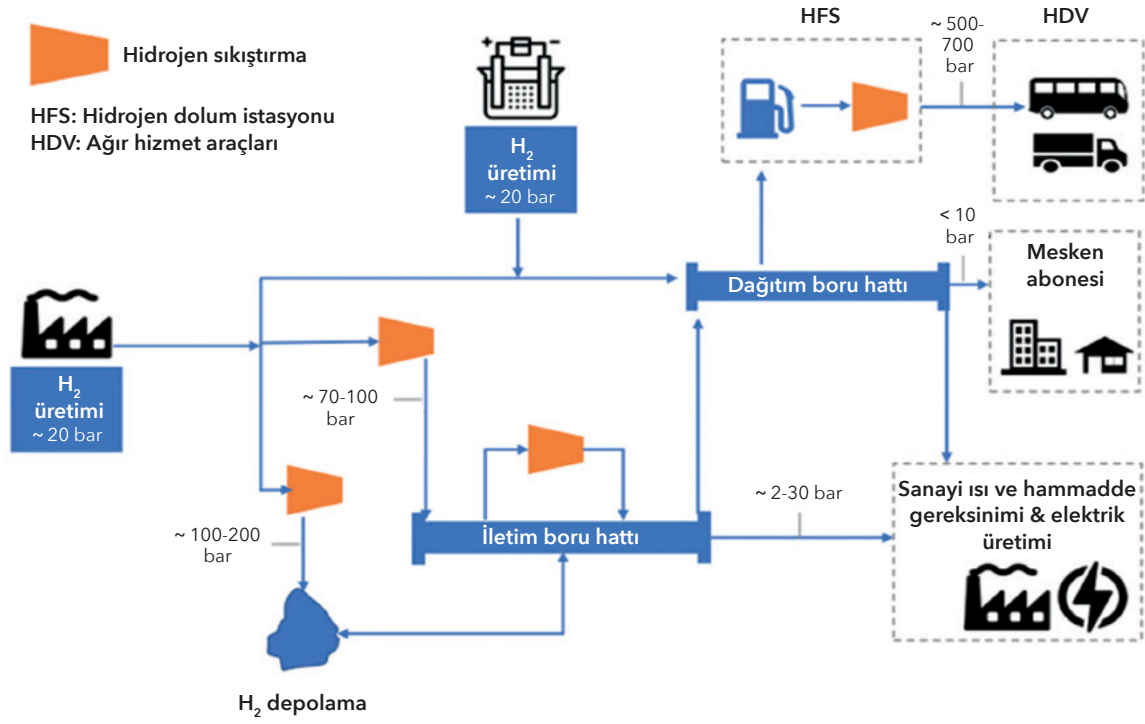 Hidrojen sıkıştırma
HFS: Hidrojen dolum istasyonu
HDV: Ağır hizmet araçları
+ −
H₂
üretimi
~ 20 bar
HFS
~ 500-
700
bar
HDV
< 10
bar
Mesken
abonesi
Dağıtım boru hattı
H₂
üretimi
~ 20 bar
~ 70-100
bar
~ 100-200
bar
İletim boru hattı
~ 2-30 bar
Sanayi ısı ve hammadde
gereksinimi & elektrik
üretimi
H₂ depolama